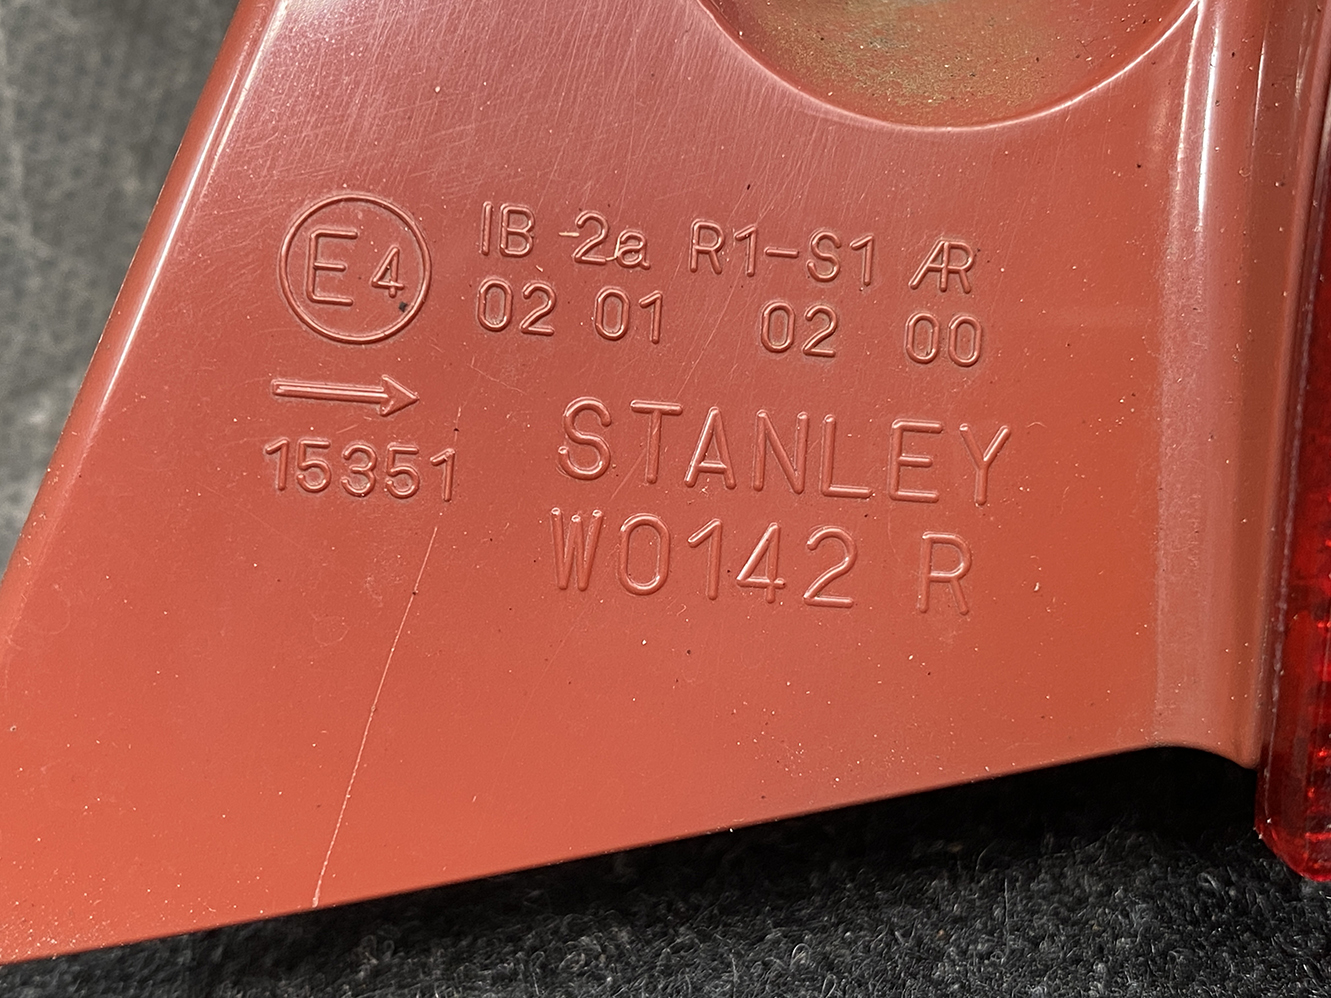 E4
IB 2a R1-S1 AR
02 01 02 00
→
15351
STANLEY
W0142 R